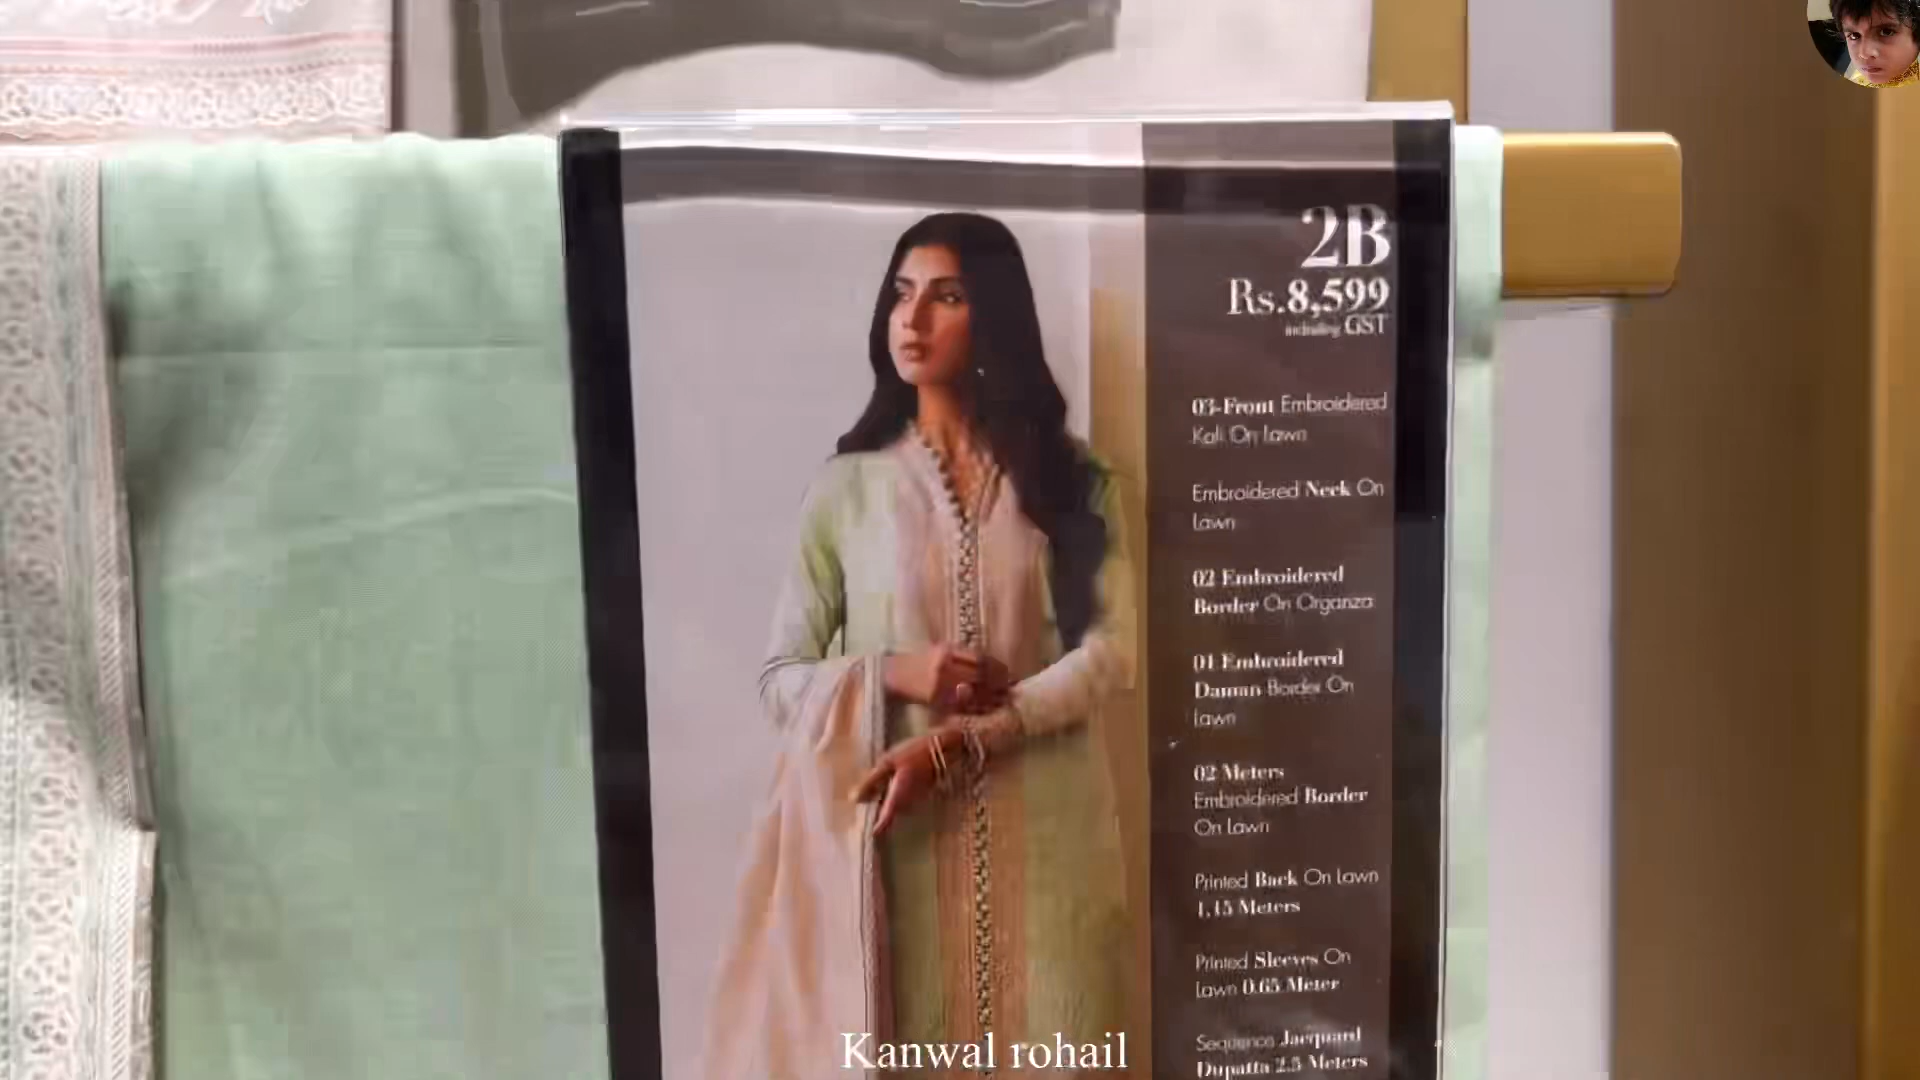 2B
Rs.8,599
including GST
03-Front Embroidered
Kali On Lawn
Embroidered Neck On
Lawn
02 Embroidered
Border On Organza
01 Embroidered
Daman Border On
Lawn
02 Meters
Embroidered Border
On Lawn
Printed Back On Lawn
1.15 Meters
Printed Sleeves On
Lawn 0.65 Meter
Sequence Jacquard
Dupatta 2.5 Meters
Kanwal rohail